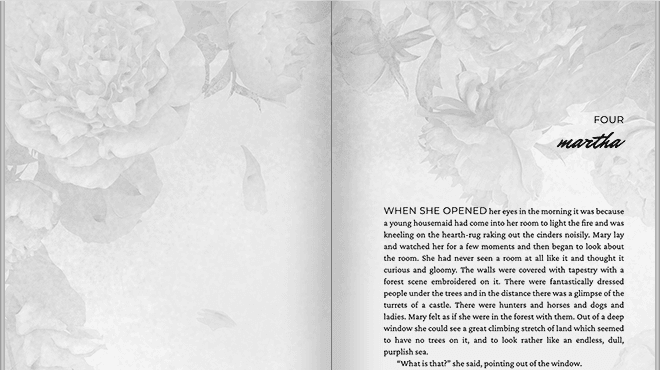 FOUR
martha
WHEN SHE OPENED her eyes in the morning it was because
a young housemaid had come into her room to light the fire and was
kneeling on the hearth-rug raking out the cinders noisily. Mary lay
and watched her for a few moments and then began to look about
the room. She had never seen a room at all like it and thought it
curious and gloomy. The walls were covered with tapestry with a
forest scene embroidered on it. There were fantastically dressed
people under the trees and in the distance there was a glimpse of the
turrets of a castle. There were hunters and horses and dogs and
ladies. Mary felt as if she were in the forest with them. Out of a deep
window she could see a great climbing stretch of land which seemed
to have no trees on it, and to look rather like an endless, dull,
purplish sea.
“What is that?” she said, pointing out of the window.